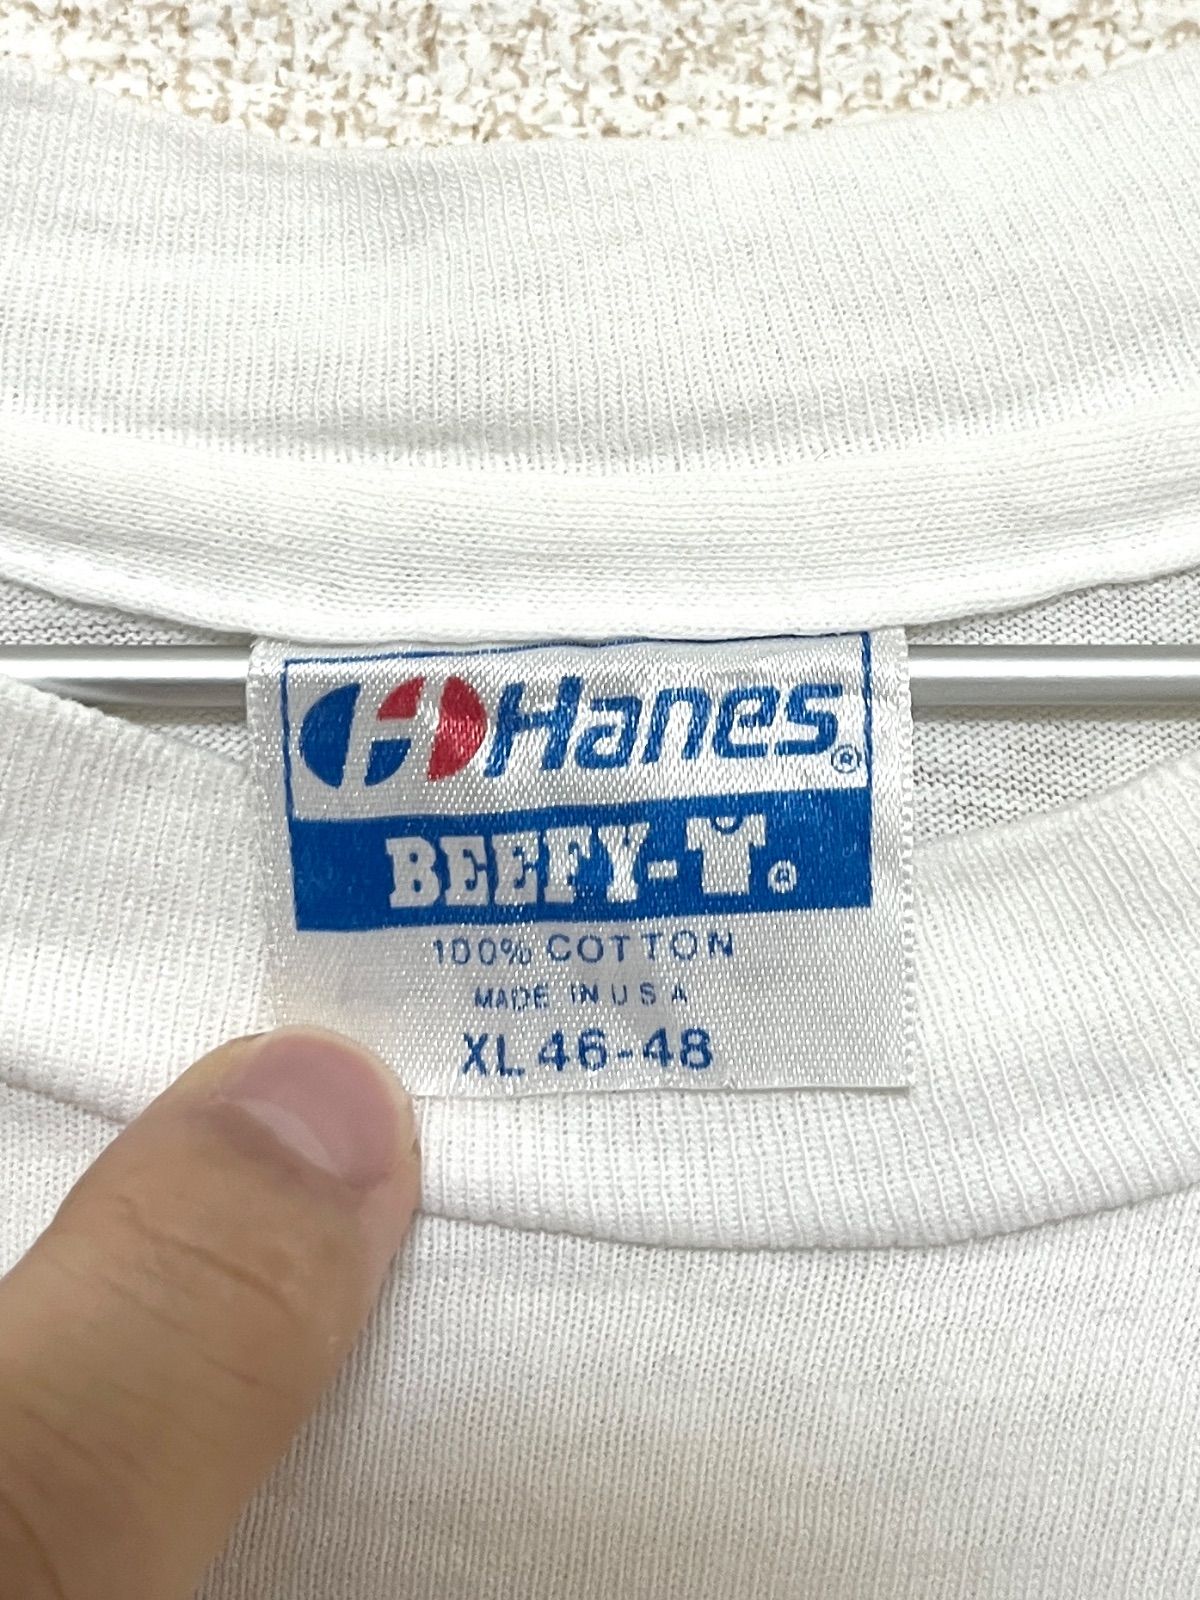 H Hanes®
BEEFY-T®
100% COTTON
MADE IN U S A
XL 46-48